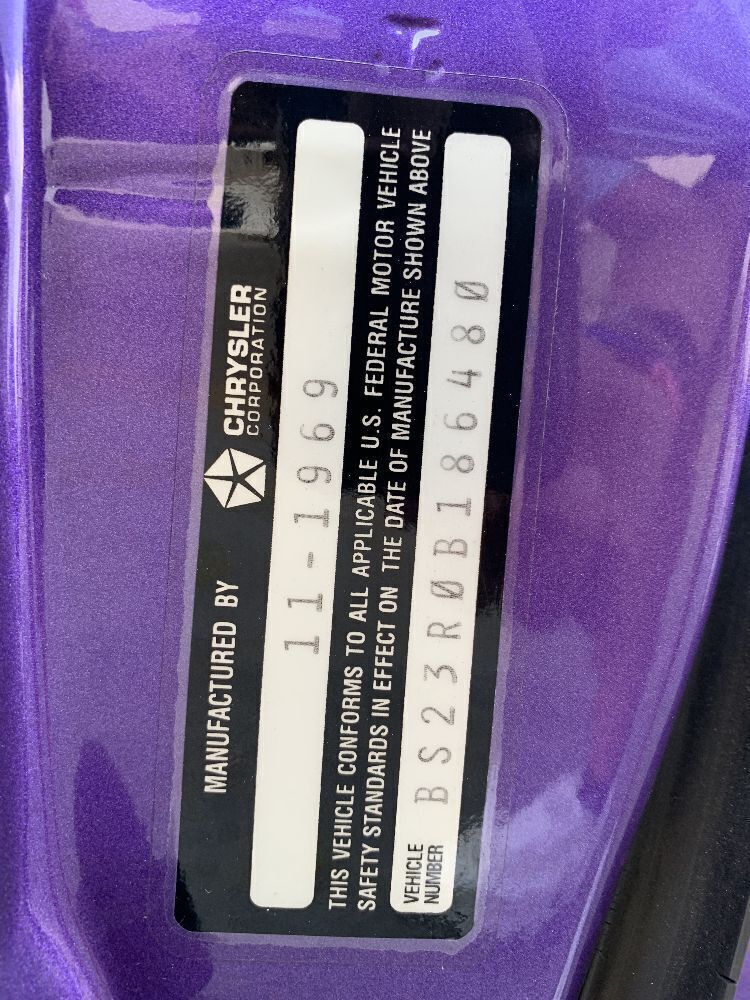 MANUFACTURED BY CHRYSLER CORPORATION
11-1969
THIS VEHICLE CONFORMS TO ALL APPLICABLE U.S. FEDERAL MOTOR VEHICLE
SAFETY STANDARDS IN EFFECT ON THE DATE OF MANUFACTURE SHOWN ABOVE
VEHICLE NUMBER BS23RØB18648Ø